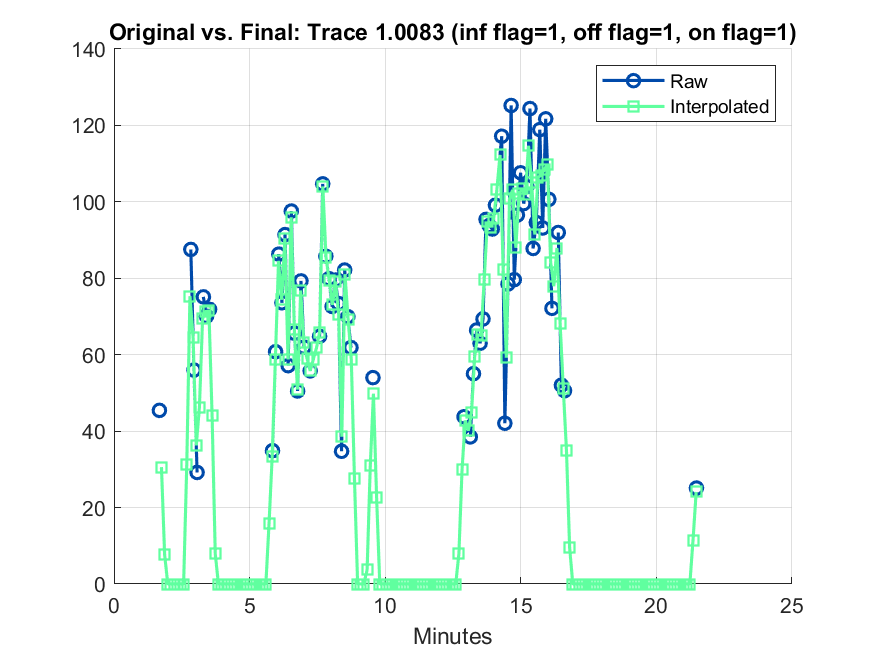 Original vs. Final: Trace 1.0083 (inf flag=1, off flag=1, on flag=1)
140
120
100
80
60
40
20
0
0 5 10 15 20 25
Minutes
Raw
Interpolated